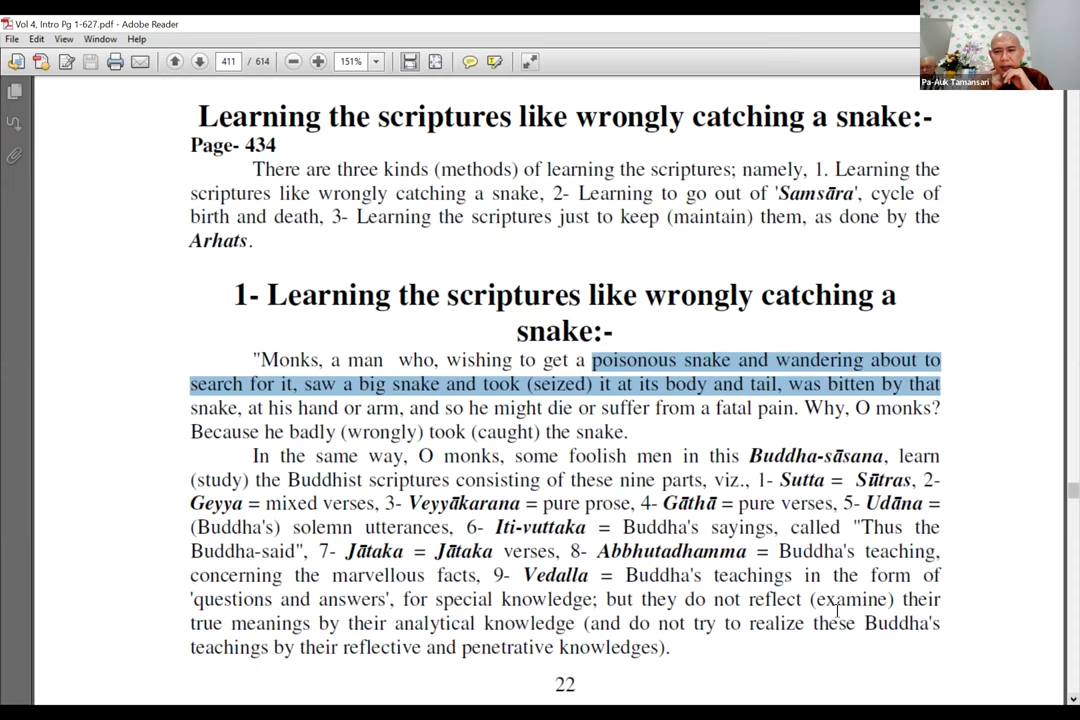 Vol 4, Intro Pg 1-627.pdf - Adobe Reader
File Edit View Window Help
411 / 614 151%
Pa-Auk Tamansari
Learning the scriptures like wrongly catching a snake:-
Page- 434
There are three kinds (methods) of learning the scriptures; namely, 1. Learning the
scriptures like wrongly catching a snake, 2- Learning to go out of 'Samsāra', cycle of
birth and death, 3- Learning the scriptures just to keep (maintain) them, as done by the
Arhats.
1- Learning the scriptures like wrongly catching a
snake:-
"Monks, a man who, wishing to get a poisonous snake and wandering about to
search for it, saw a big snake and took (seized) it at its body and tail, was bitten by that
snake, at his hand or arm, and so he might die or suffer from a fatal pain. Why, O monks?
Because he badly (wrongly) took (caught) the snake.
In the same way, O monks, some foolish men in this Buddha-sāsana, learn
(study) the Buddhist scriptures consisting of these nine parts, viz., 1- Sutta = Sūtras, 2-
Geyya = mixed verses, 3- Veyyākarana = pure prose, 4- Gāthā = pure verses, 5- Udāna =
(Buddha's) solemn utterances, 6- Iti-vuttaka = Buddha's sayings, called "Thus the
Buddha-said", 7- Jātaka = Jātaka verses, 8- Abbhutadhamma = Buddha's teaching,
concerning the marvellous facts, 9- Vedalla = Buddha's teachings in the form of
'questions and answers', for special knowledge; but they do not reflect (examine) their
true meanings by their analytical knowledge (and do not try to realize these Buddha's
teachings by their reflective and penetrative knowledges).
22